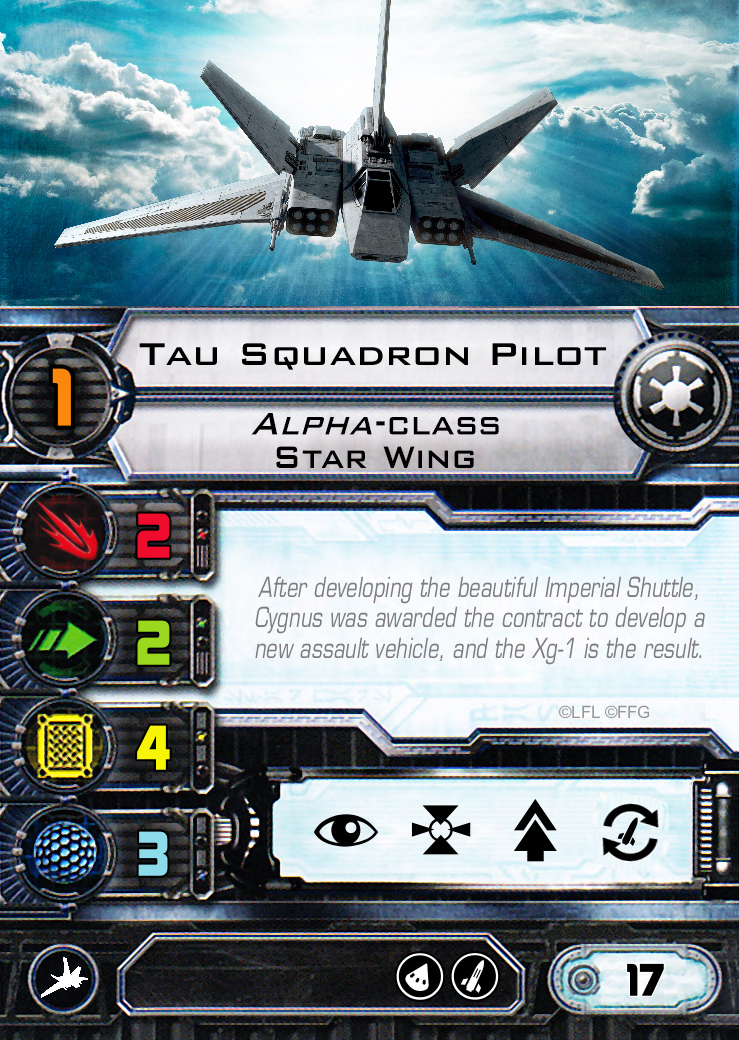 Tau Squadron Pilot
1
Alpha-class
Star Wing
2
After developing the beautiful Imperial Shuttle,
2
Cygnus was awarded the contract to develop a
new assault vehicle, and the Xg-1 is the result.
©LFL ©FFG
4
3
17